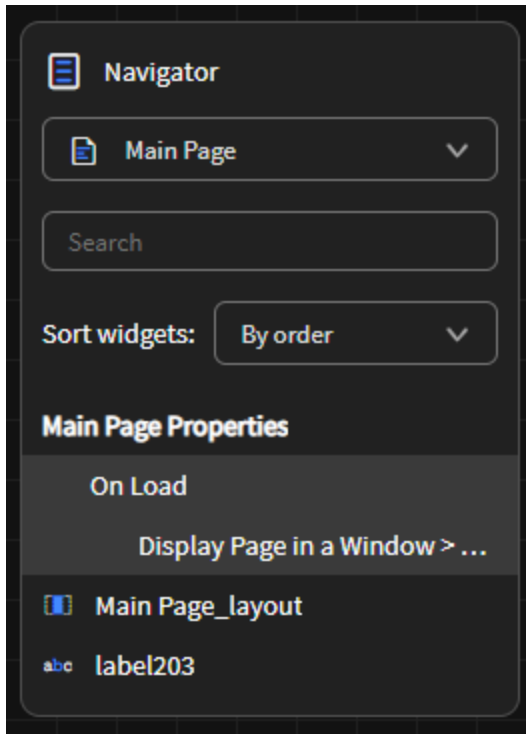 Navigator
Main Page
Search
Sort widgets: By order
Main Page Properties
On Load
Display Page in a Window > ...
Main Page_layout
abc label203